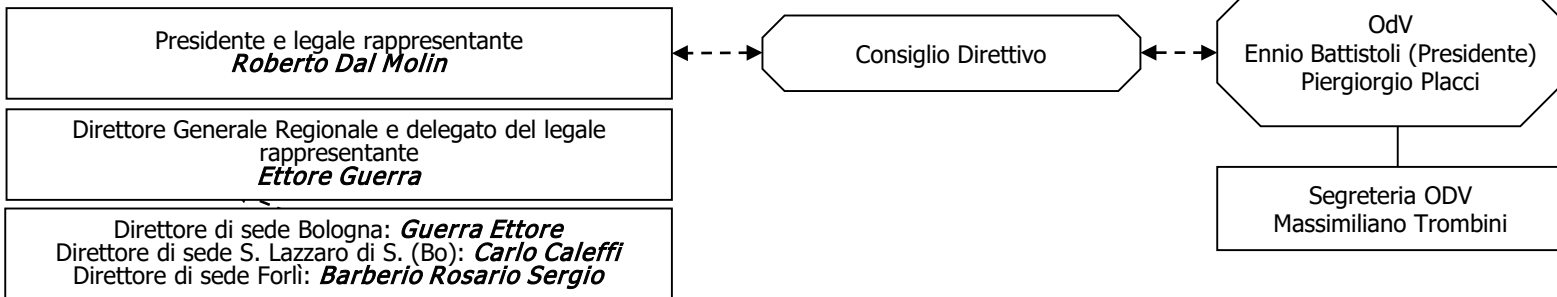 Presidente e legale rappresentante
Roberto Dal Molin
Consiglio Direttivo
OdV
Ennio Battistoli (Presidente)
Piergiorgio Placci
Direttore Generale Regionale e delegato del legale
rappresentante
Ettore Guerra
Segreteria ODV
Massimiliano Trombini
Direttore di sede Bologna: Guerra Ettore
Direttore di sede S. Lazzaro di S. (Bo): Carlo Caleffi
Direttore di sede Forlì: Barberio Rosario Sergio